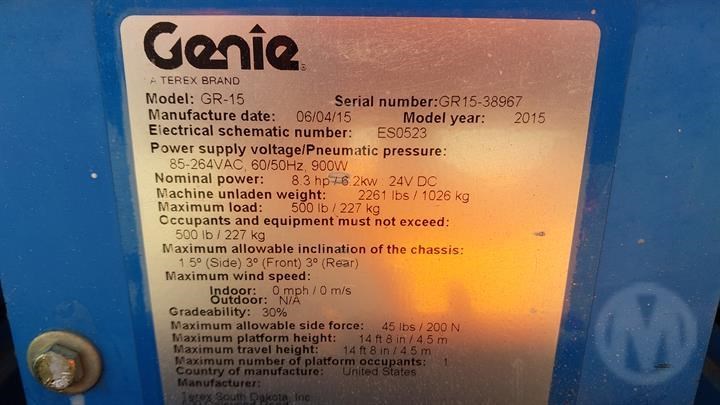 Genie
A TEREX BRAND
Model: GR-15 Serial number:GR15-38967
Manufacture date: 06/04/15 Model year: 2015
Electrical schematic number: ES0523
Power supply voltage/Pneumatic pressure:
85-264VAC, 60/50Hz, 900W
Nominal power: 8.3 hp / 6.2kw : 24V DC
Machine unladen weight: 2261 lbs / 1026 kg
Maximum load: 500 lb / 227 kg
Occupants and equipment must not exceed:
500 lb / 227 kg
Maximum allowable inclination of the chassis:
1.5° (Side) 3° (Front) 3° (Rear)
Maximum wind speed:
Indoor: 0 mph / 0 m/s
Outdoor: N/A
Gradeability: 30%
Maximum allowable side force: 45 lbs / 200 N
Maximum platform height: 14 ft 8 in / 4.5 m
Maximum travel height: 14 ft 8 in / 4.5 m
Maximum number of platform occupants: 1
Country of manufacture: United States
Manufacturer:
Terex South Dakota, Inc
M